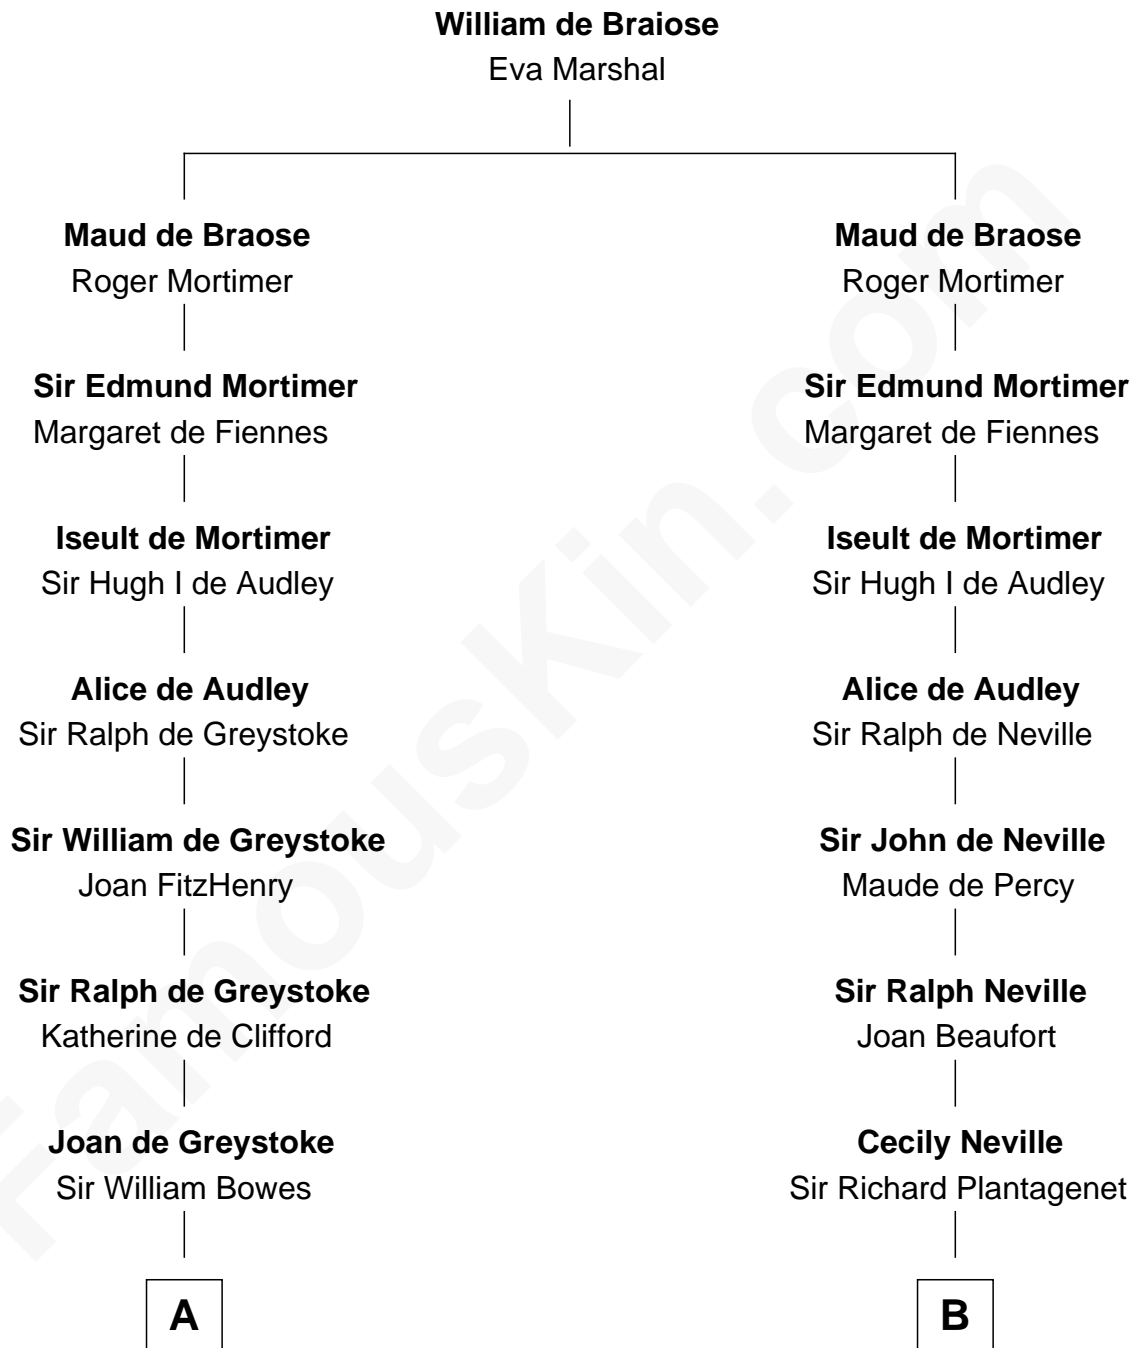 William de Braiose
Eva Marshal
Maud de Braose
Roger Mortimer
Sir Edmund Mortimer
Margaret de Fiennes
Iseult de Mortimer
Sir Hugh I de Audley
Alice de Audley
Sir Ralph de Greystoke
Sir William de Greystoke
Joan FitzHenry
Sir Ralph de Greystoke
Katherine de Clifford
Joan de Greystoke
Sir William Bowes
A
Maud de Braose
Roger Mortimer
Sir Edmund Mortimer
Margaret de Fiennes
Iseult de Mortimer
Sir Hugh I de Audley
Alice de Audley
Sir Ralph de Neville
Sir John de Neville
Maude de Percy
Sir Ralph Neville
Joan Beaufort
Cecily Neville
Sir Richard Plantagenet
B
FamousKin.com